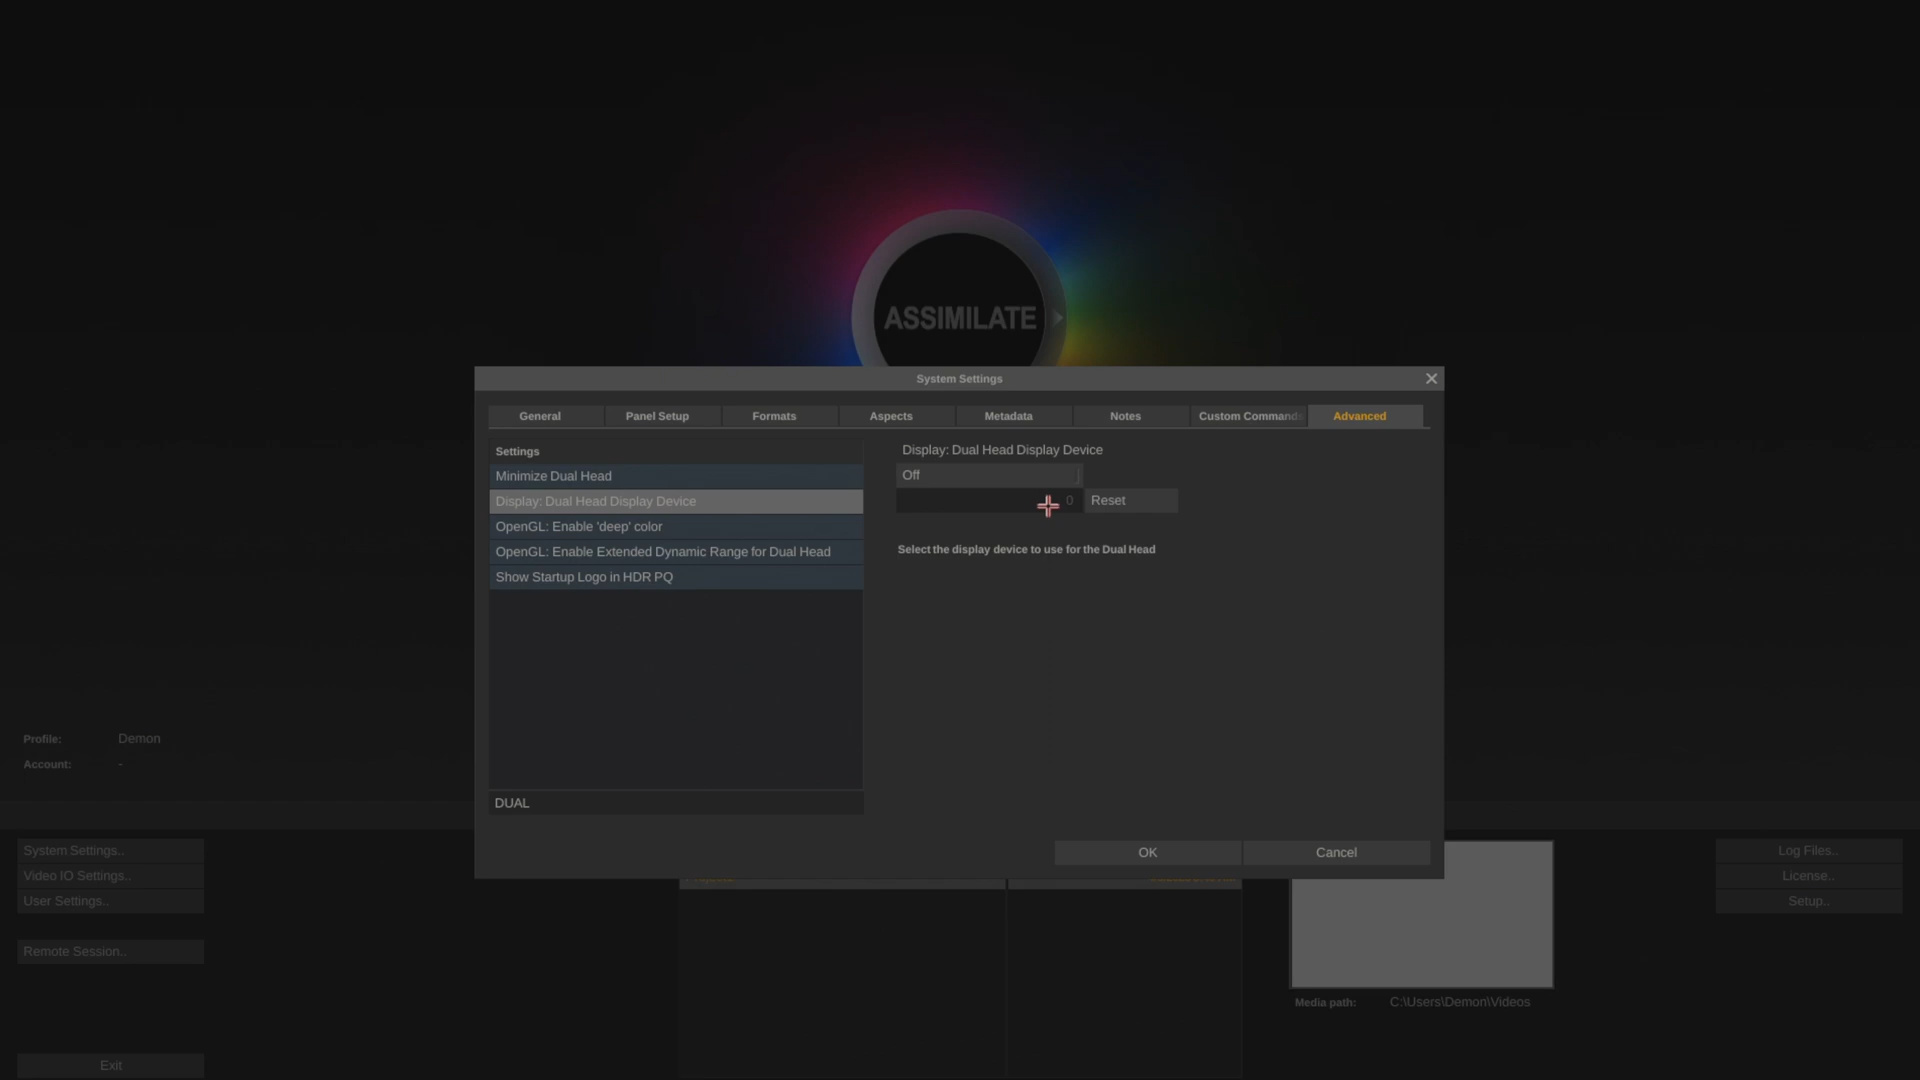 ASSIMILATE
System Settings
General
Panel Setup
Formats
Aspects
Metadata
Notes
Custom Command
Advanced
Settings
Minimize Dual Head
Display: Dual Head Display Device
OpenGL: Enable 'deep' color
OpenGL: Enable Extended Dynamic Range for Dual Head
Show Startup Logo in HDR PQ
DUAL
Display: Dual Head Display Device
Off
0
Reset
Select the display device to use for the Dual Head
OK
Cancel
Profile: Demon
Account: -
System Settings..
Video IO Settings..
User Settings..
Remote Session..
Exit
Log Files..
License..
Setup..
Media path: C:\Users\Demon\Videos